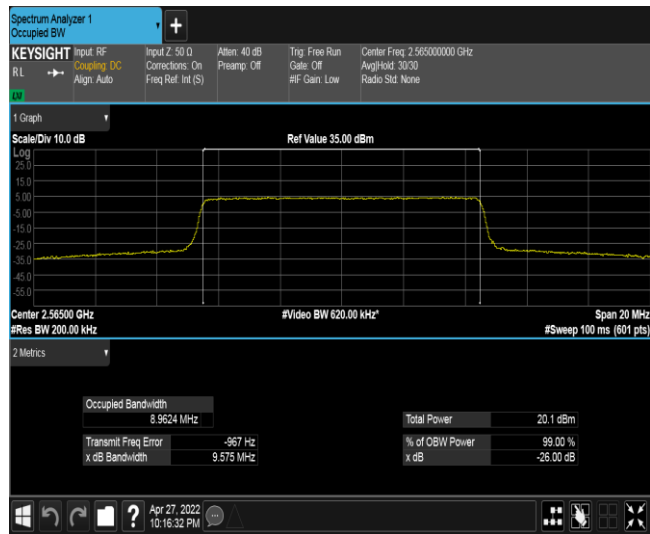 Spectrum Analyzer 1
Occupied BW
+
KEYSIGHT Input: RF Input Z: 50 Ω Atten: 40 dB Trig: Free Run Center Freq: 2.565000000 GHz
RL Coupling: DC Corrections: On Preamp: Off Gate: Off Avg|Hold: 30/30
Align: Auto Freq Ref: Int (S) #IF Gain: Low Radio Std: None
1 Graph
Scale/Div 10.0 dB Ref Value 35.00 dBm
Log
25.0
15.0
5.00
-5.00
-15.0
-25.0
-35.0
-45.0
-55.0
Center 2.56500 GHz #Video BW 620.00 kHz* Span 20 MHz
#Res BW 200.00 kHz #Sweep 100 ms (601 pts)
2 Metrics
Occupied Bandwidth
8.9624 MHz Total Power 20.1 dBm
Transmit Freq Error -967 Hz % of OBW Power 99.00 %
x dB Bandwidth 9.575 MHz x dB -26.00 dB
? Apr 27, 2022
10:16:32 PM